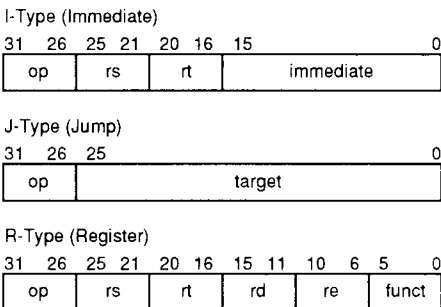 I-Type (Immediate)
31 26 25 21 20 16 15 0
op rs rt immediate
J-Type (Jump)
31 26 25 0
op target
R-Type (Register)
31 26 25 21 20 16 15 11 10 6 5 0
op rs rt rd re funct